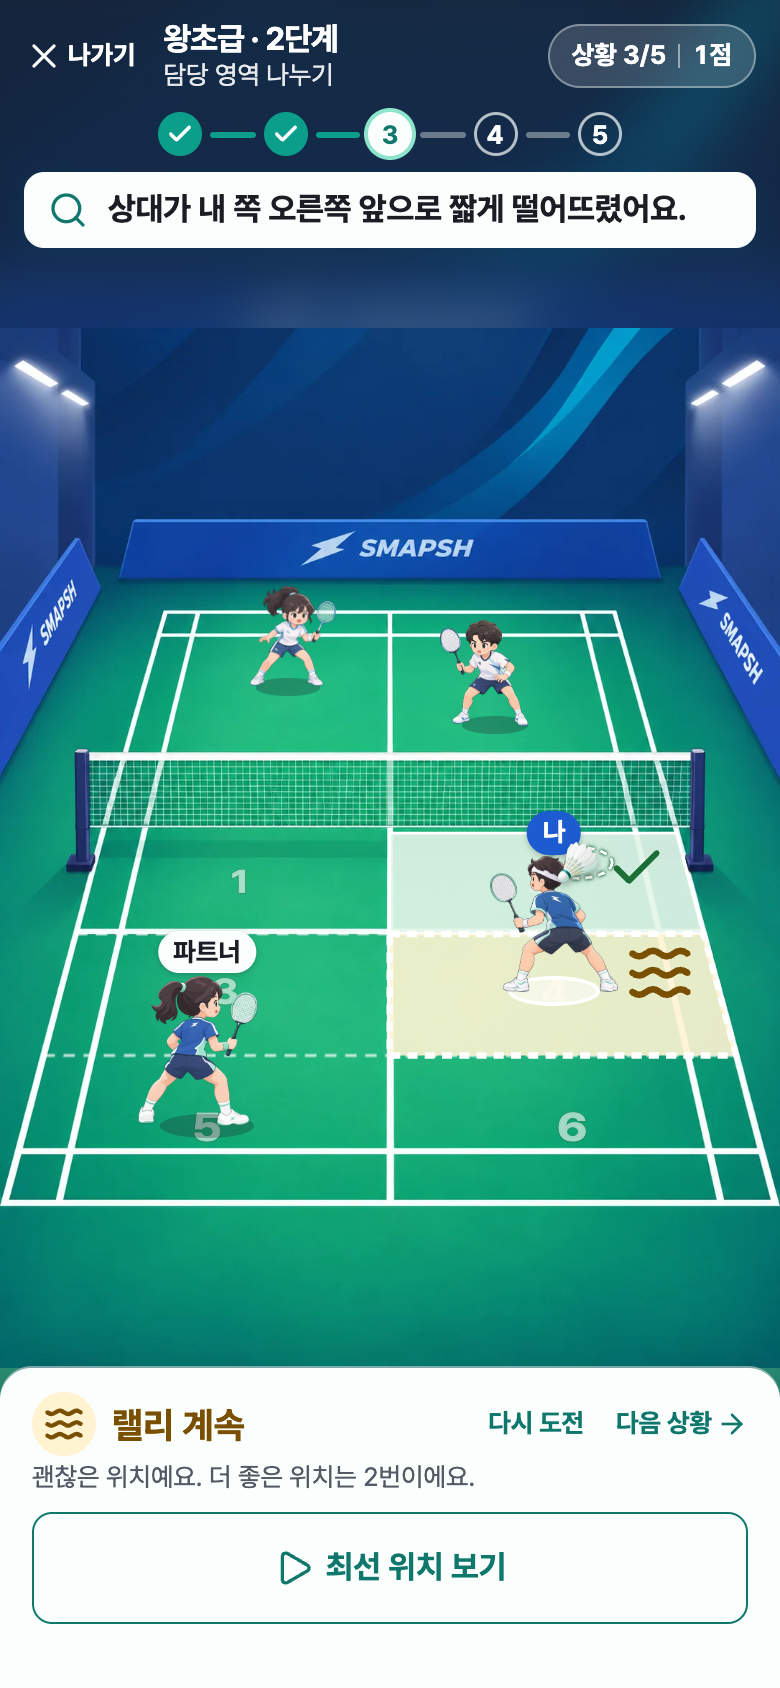 나가기
왕초급 · 2단계
담당 영역 나누기
상황 3/5 | 1점
3
4
5
상대가 내 쪽 오른쪽 앞으로 짧게 떨어뜨렸어요.
SMAPSH
SMAPSH
SMAPSH
나
1
파트너
3
4
5
6
랠리 계속
다시 도전
다음 상황 →
괜찮은 위치예요. 더 좋은 위치는 2번이에요.
최선 위치 보기